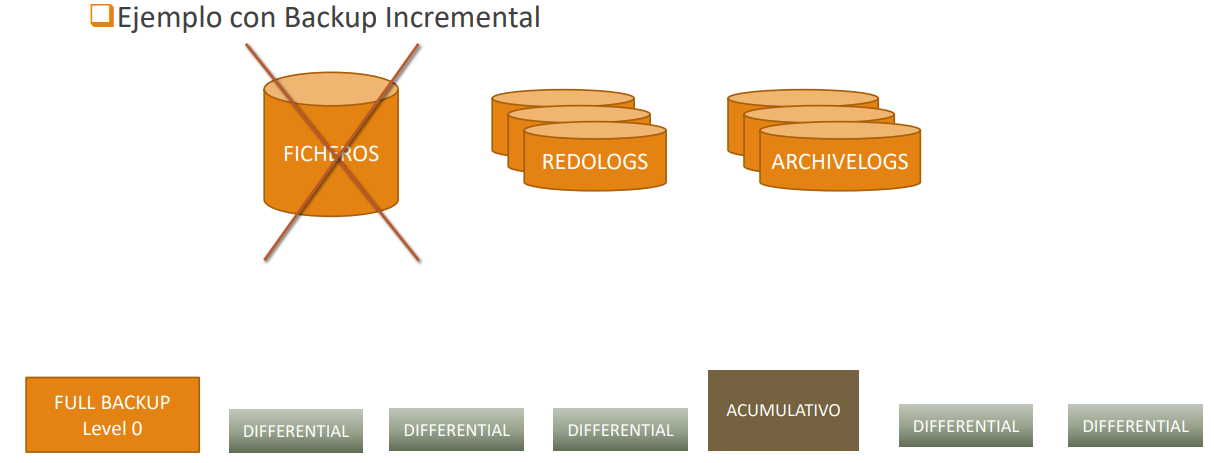 Ejemplo con Backup Incremental
FICHEROS
REDOLOGS
ARCHIVELOGS
FULL BACKUP
Level 0
DIFFERENTIAL
DIFFERENTIAL
DIFFERENTIAL
ACUMULATIVO
DIFFERENTIAL
DIFFERENTIAL